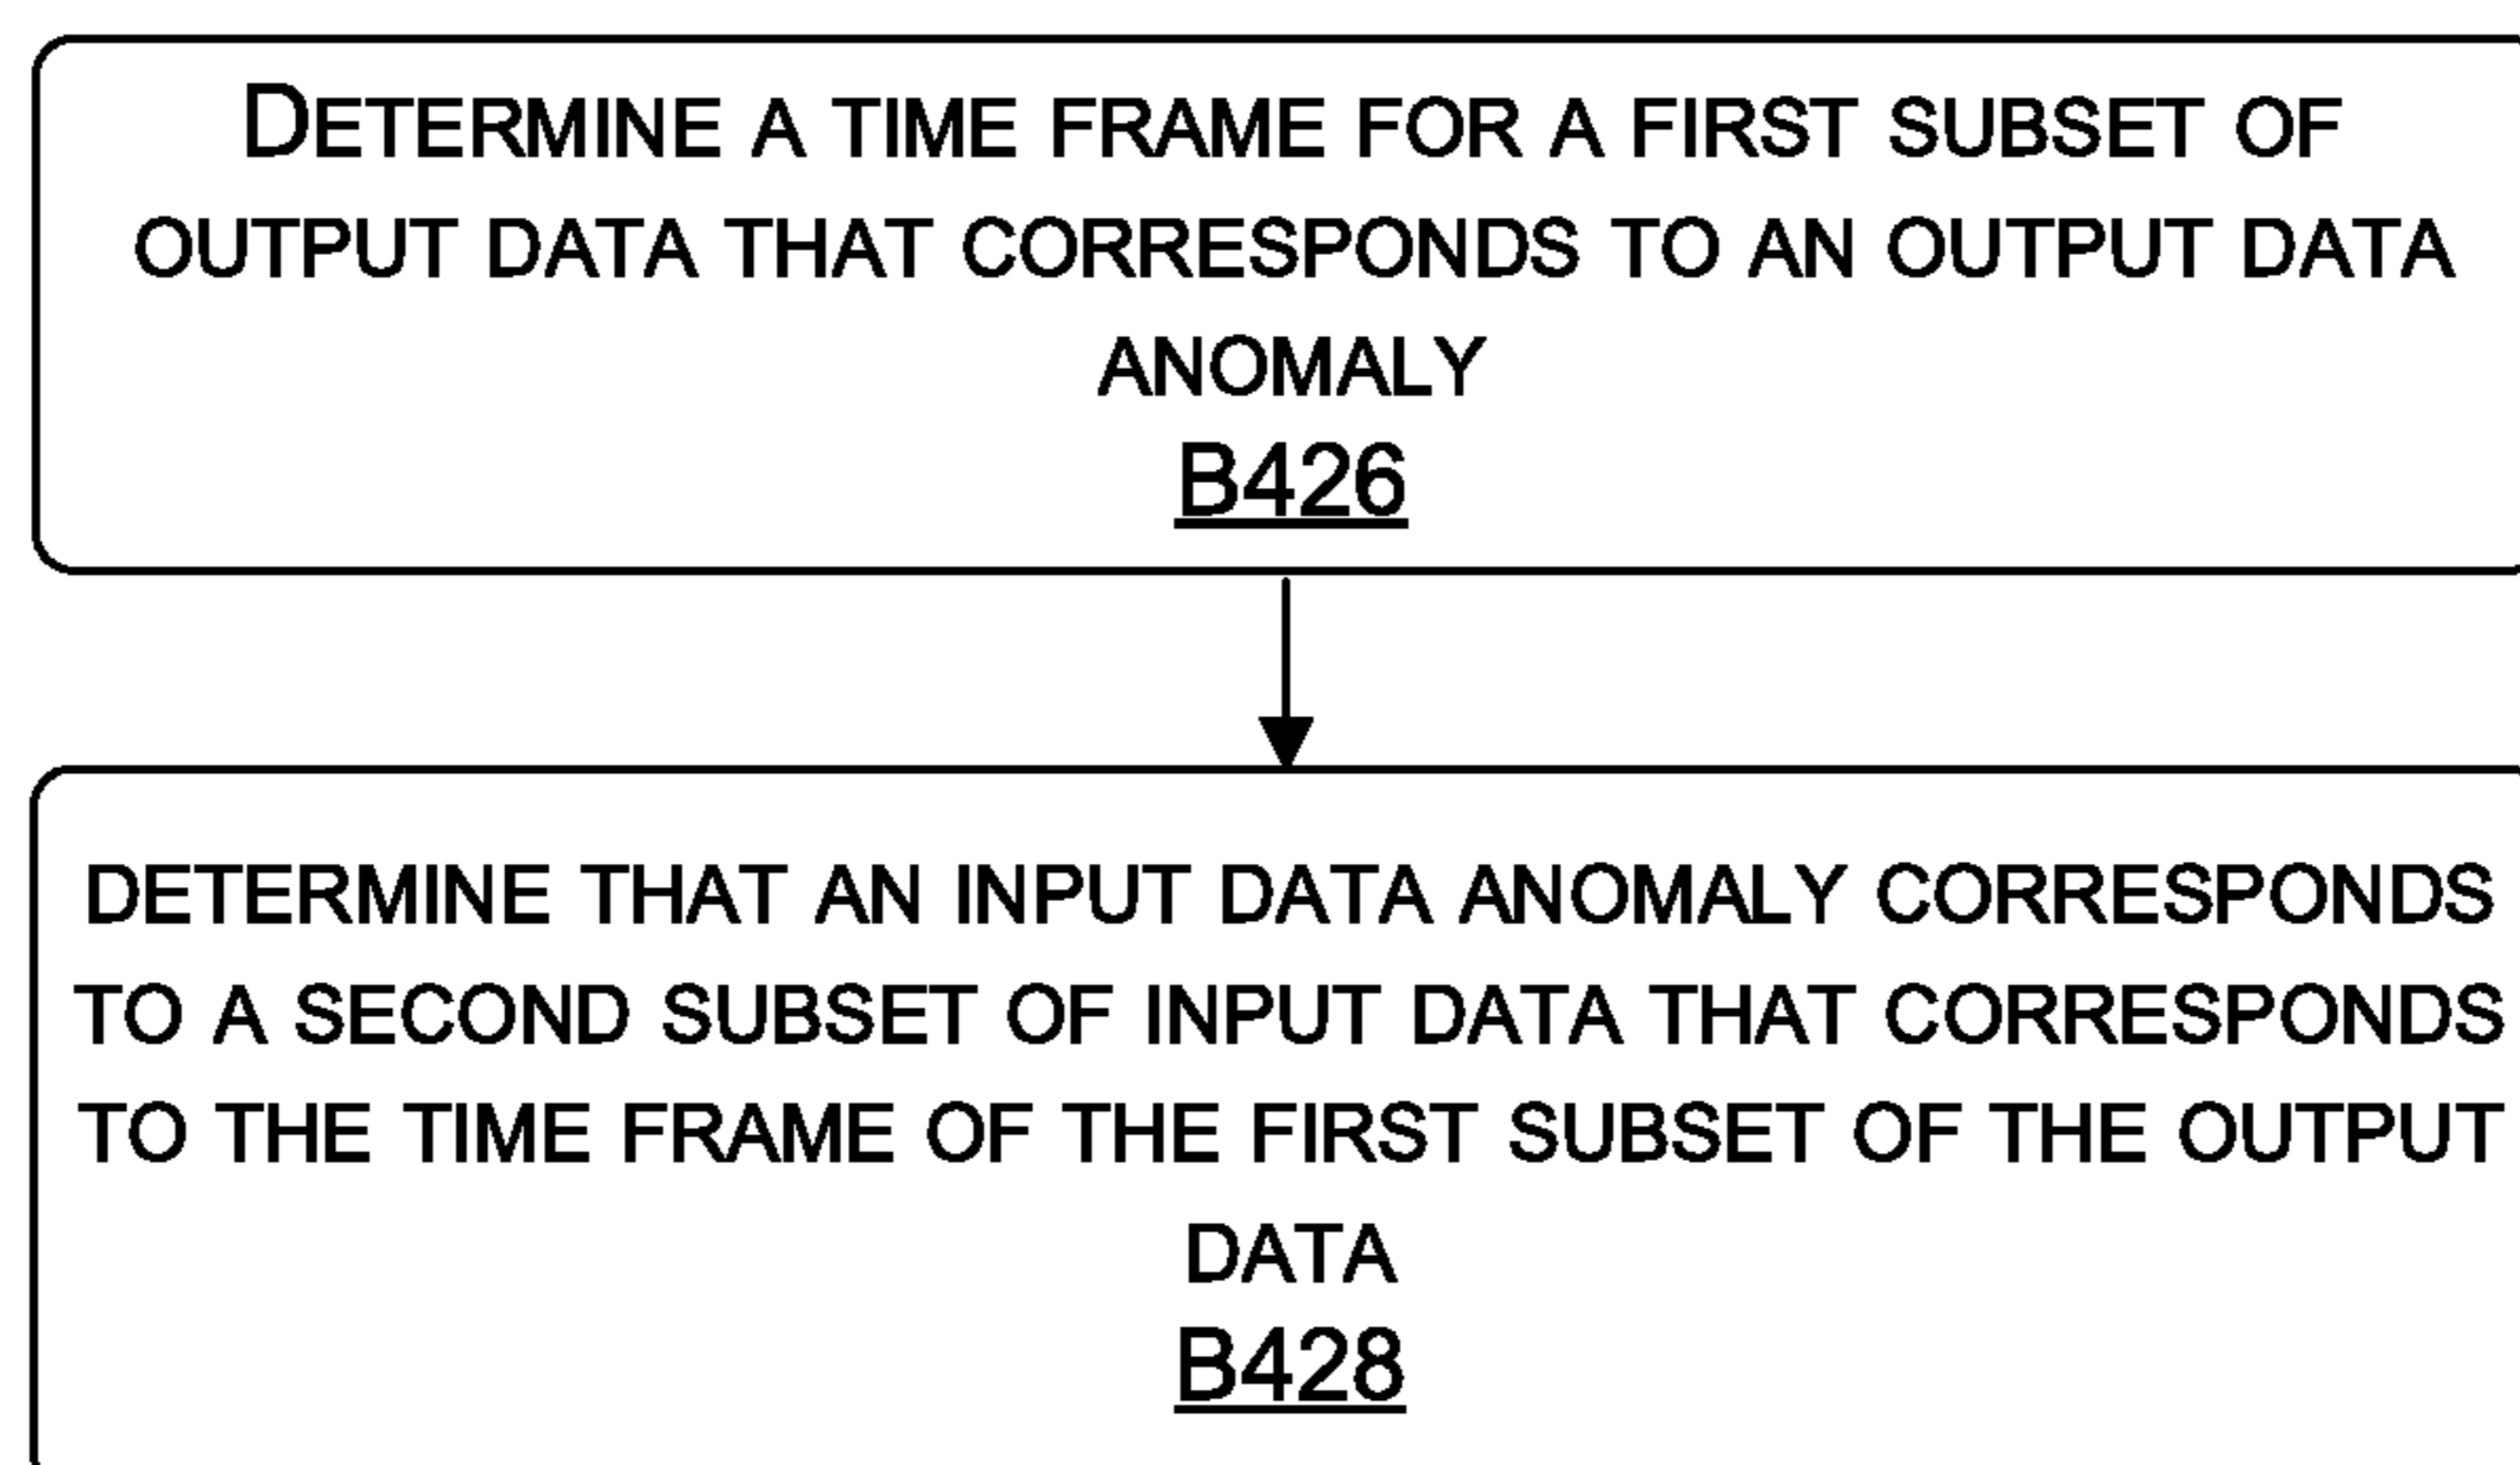 DETERMINE A TIME FRAME FOR A FIRST SUBSET OF
OUTPUT DATA THAT CORRESPONDS TO AN OUTPUT DATA
ANOMALY
B426
DETERMINE THAT AN INPUT DATA ANOMALY CORRESPONDS
TO A SECOND SUBSET OF INPUT DATA THAT CORRESPONDS
TO THE TIME FRAME OF THE FIRST SUBSET OF THE OUTPUT
DATA
B428